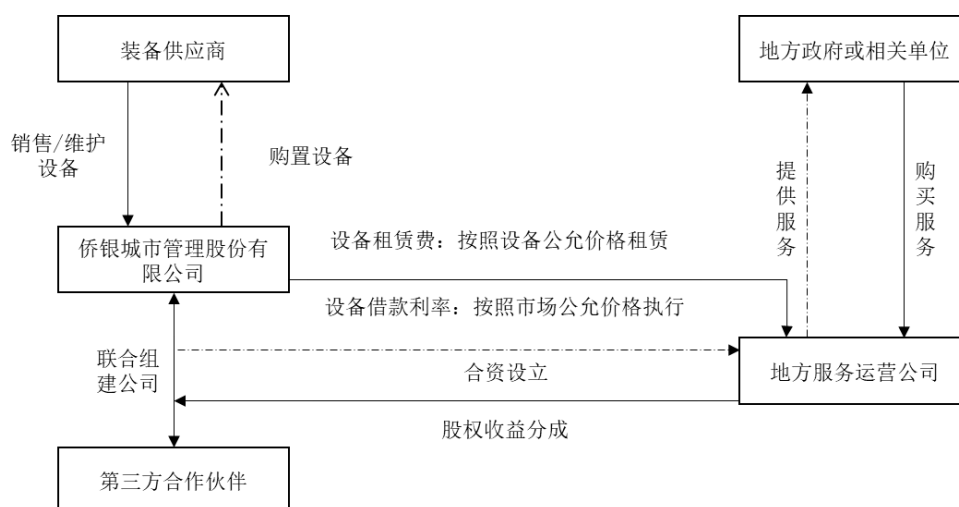 装备供应商
地方政府或相关单位
销售/维护
设备
购置设备
提供服务
购买服务
侨银城市管理股份有
限公司
设备租赁费：按照设备公允价格租赁
设备借款利率：按照市场公允价格执行
联合组
建公司
合资设立
地方服务运营公司
股权收益分成
第三方合作伙伴